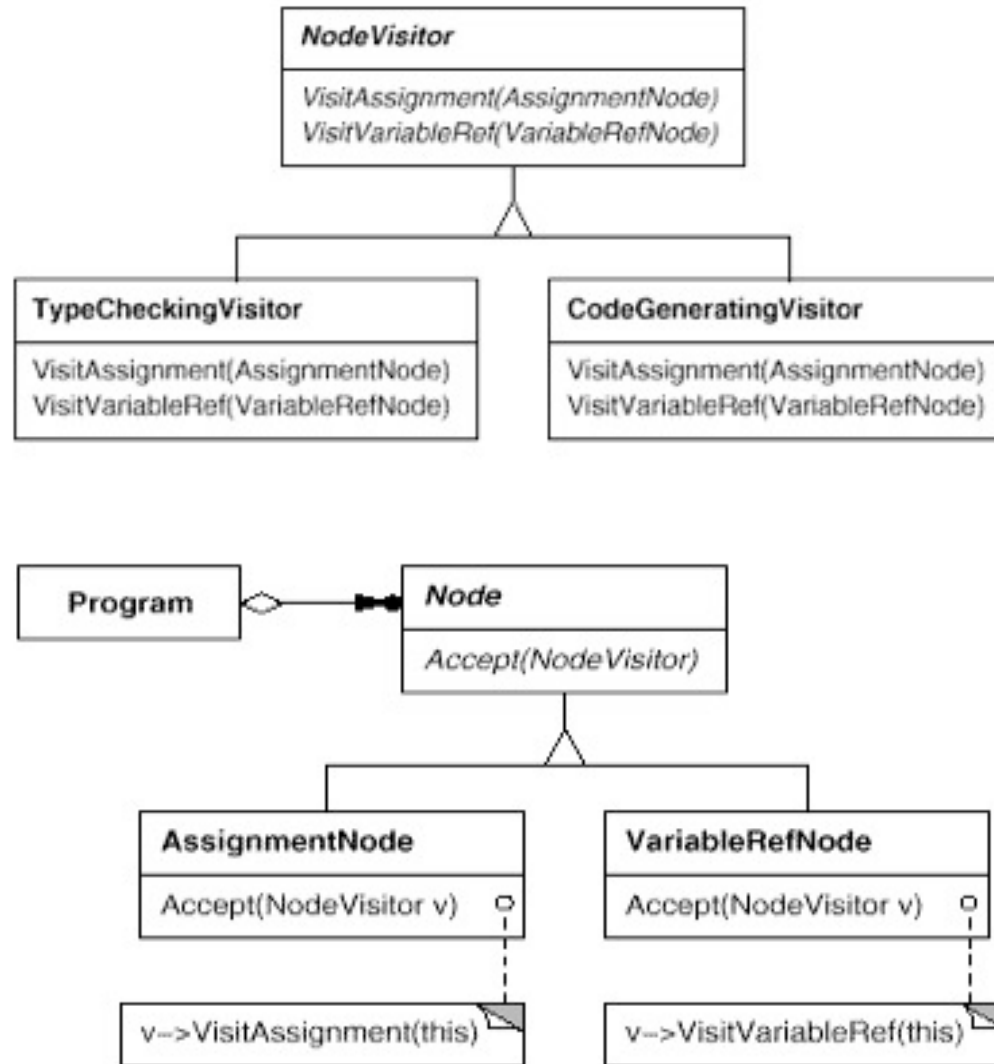 NodeVisitor
VisitAssignment(AssignmentNode)
VisitVariableRef(VariableRefNode)
TypeCheckingVisitor
VisitAssignment(AssignmentNode)
VisitVariableRef(VariableRefNode)
CodeGeneratingVisitor
VisitAssignment(AssignmentNode)
VisitVariableRef(VariableRefNode)
Program
Node
Accept(NodeVisitor)
AssignmentNode
Accept(NodeVisitor v)
v-->VisitAssignment(this)
VariableRefNode
Accept(NodeVisitor v)
v-->VisitVariableRef(this)